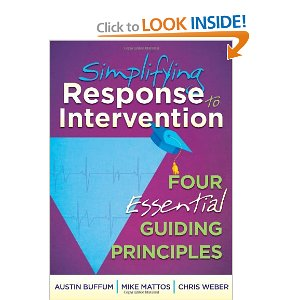 Click to LOOK INSIDE!
Simplifying
Response to
Intervention
FOUR
Essential
GUIDING
PRINCIPLES
AUSTIN BUFFUM | MIKE MATTOS | CHRIS WEBER